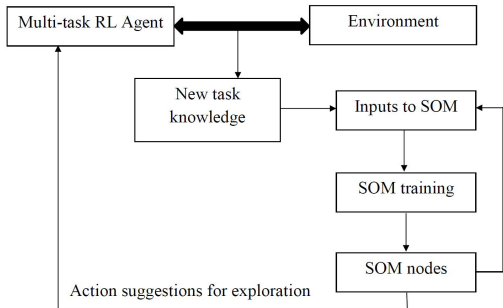 Multi-task RL Agent
Environment
New task
knowledge
Inputs to SOM
SOM training
SOM nodes
Action suggestions for exploration